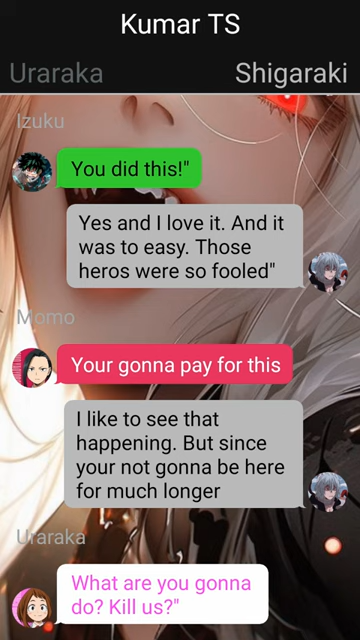 Kumar TS
Uraraka Shigaraki
Izuku
You did this!"
Yes and I love it. And it
was to easy. Those
heros were so fooled"
Momo
Your gonna pay for this
I like to see that
happening. But since
your not gonna be here
for much longer
Uraraka
What are you gonna
do? Kill us?"